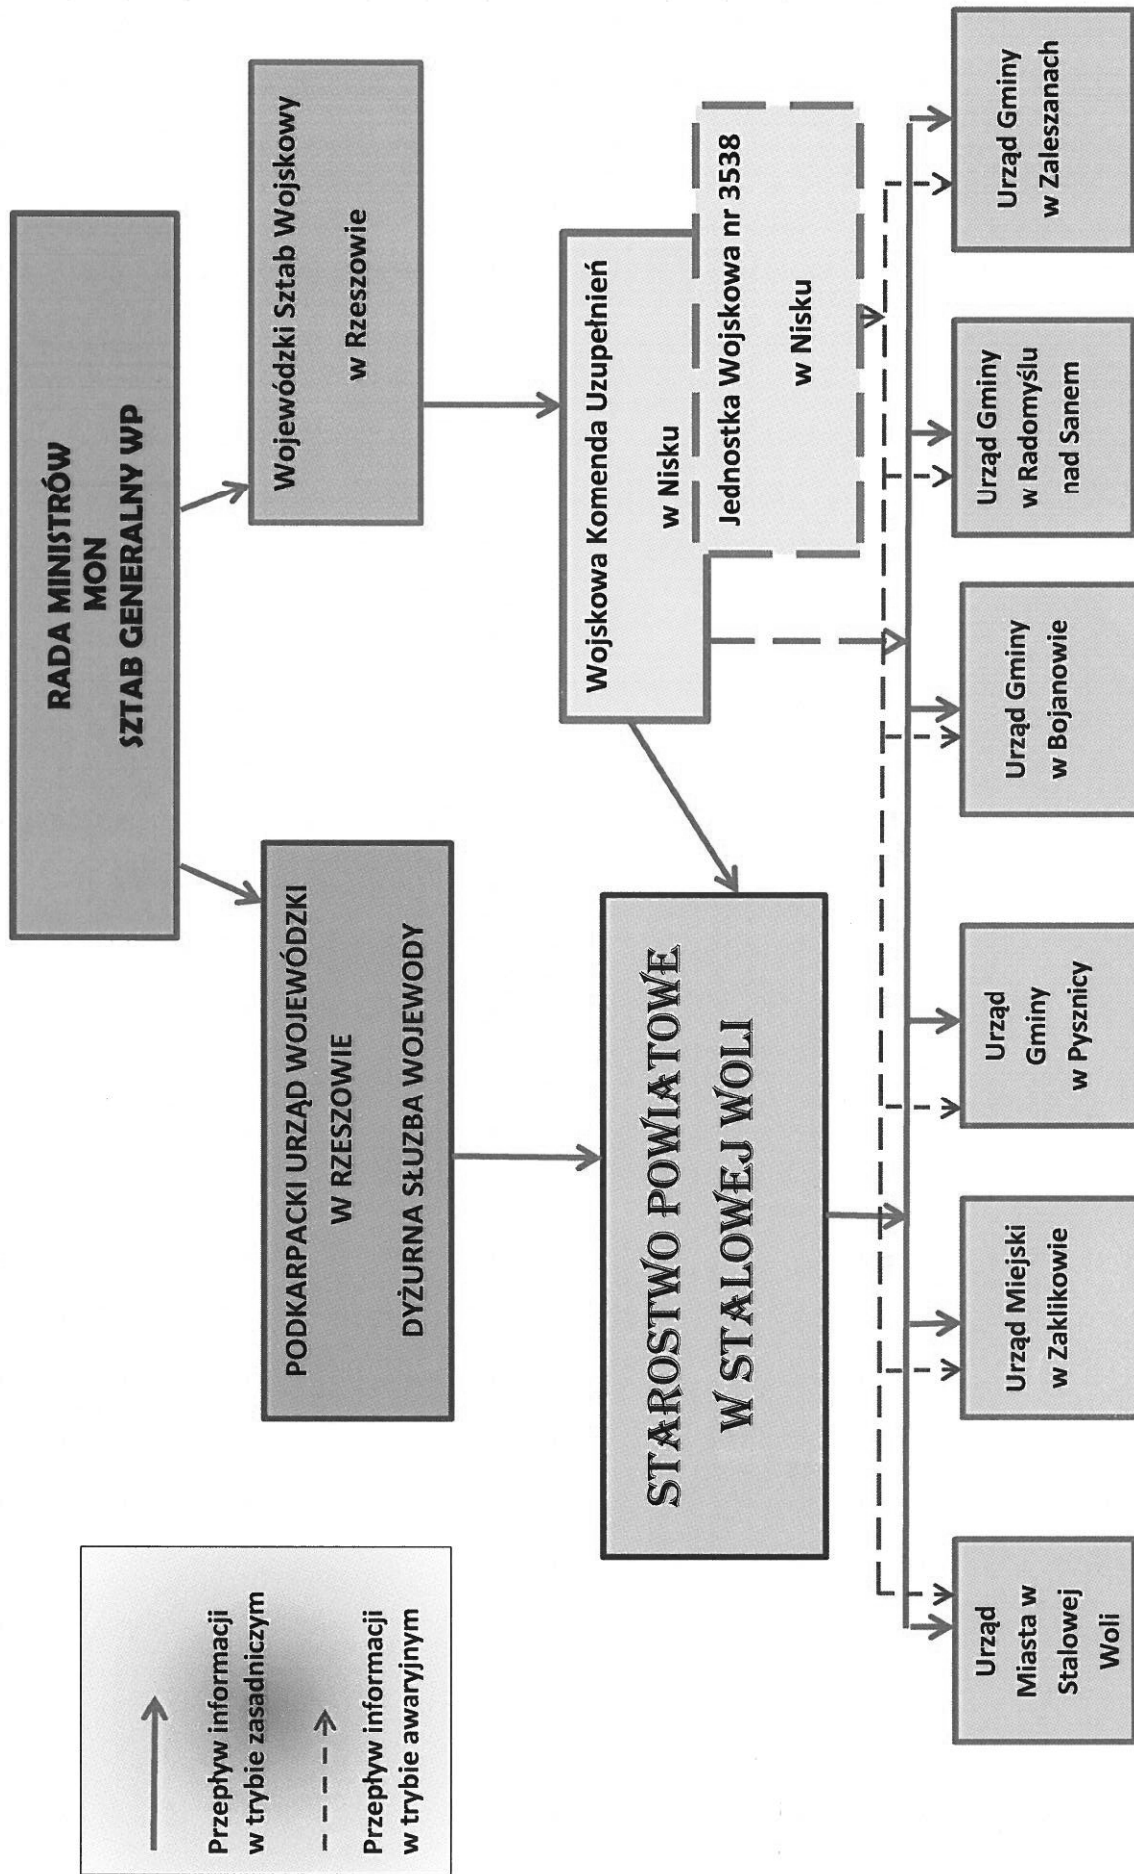 RADA MINISTRÓW
MON
SZTAB GENERALNY WP
PODKARPACKI URZĄD WOJEWÓDZKI
W RZESZOWIE
DYŻURNA SŁUZBA WOJEWODY
Wojewódzki Sztab Wojskowy
w Rzeszowie
Przepływ informacji
w trybie zasadniczym
Przepływ informacji
w trybie awaryjnym
STAROSTWO POWIATOWE
W STALOWEJ WOLI
Wojskowa Komenda Uzupełnień
w Nisku
Jednostka Wojskowa nr 3538
w Nisku
Urząd
Miasta w
Stalowej
Woli
Urząd Miejski
w Zaklikowie
Urząd
Gminy
w Pysznicy
Urząd Gminy
w Bojanowie
Urząd Gminy
w Radomyślu
nad Sanem
Urząd Gminy
w Zaleszanach